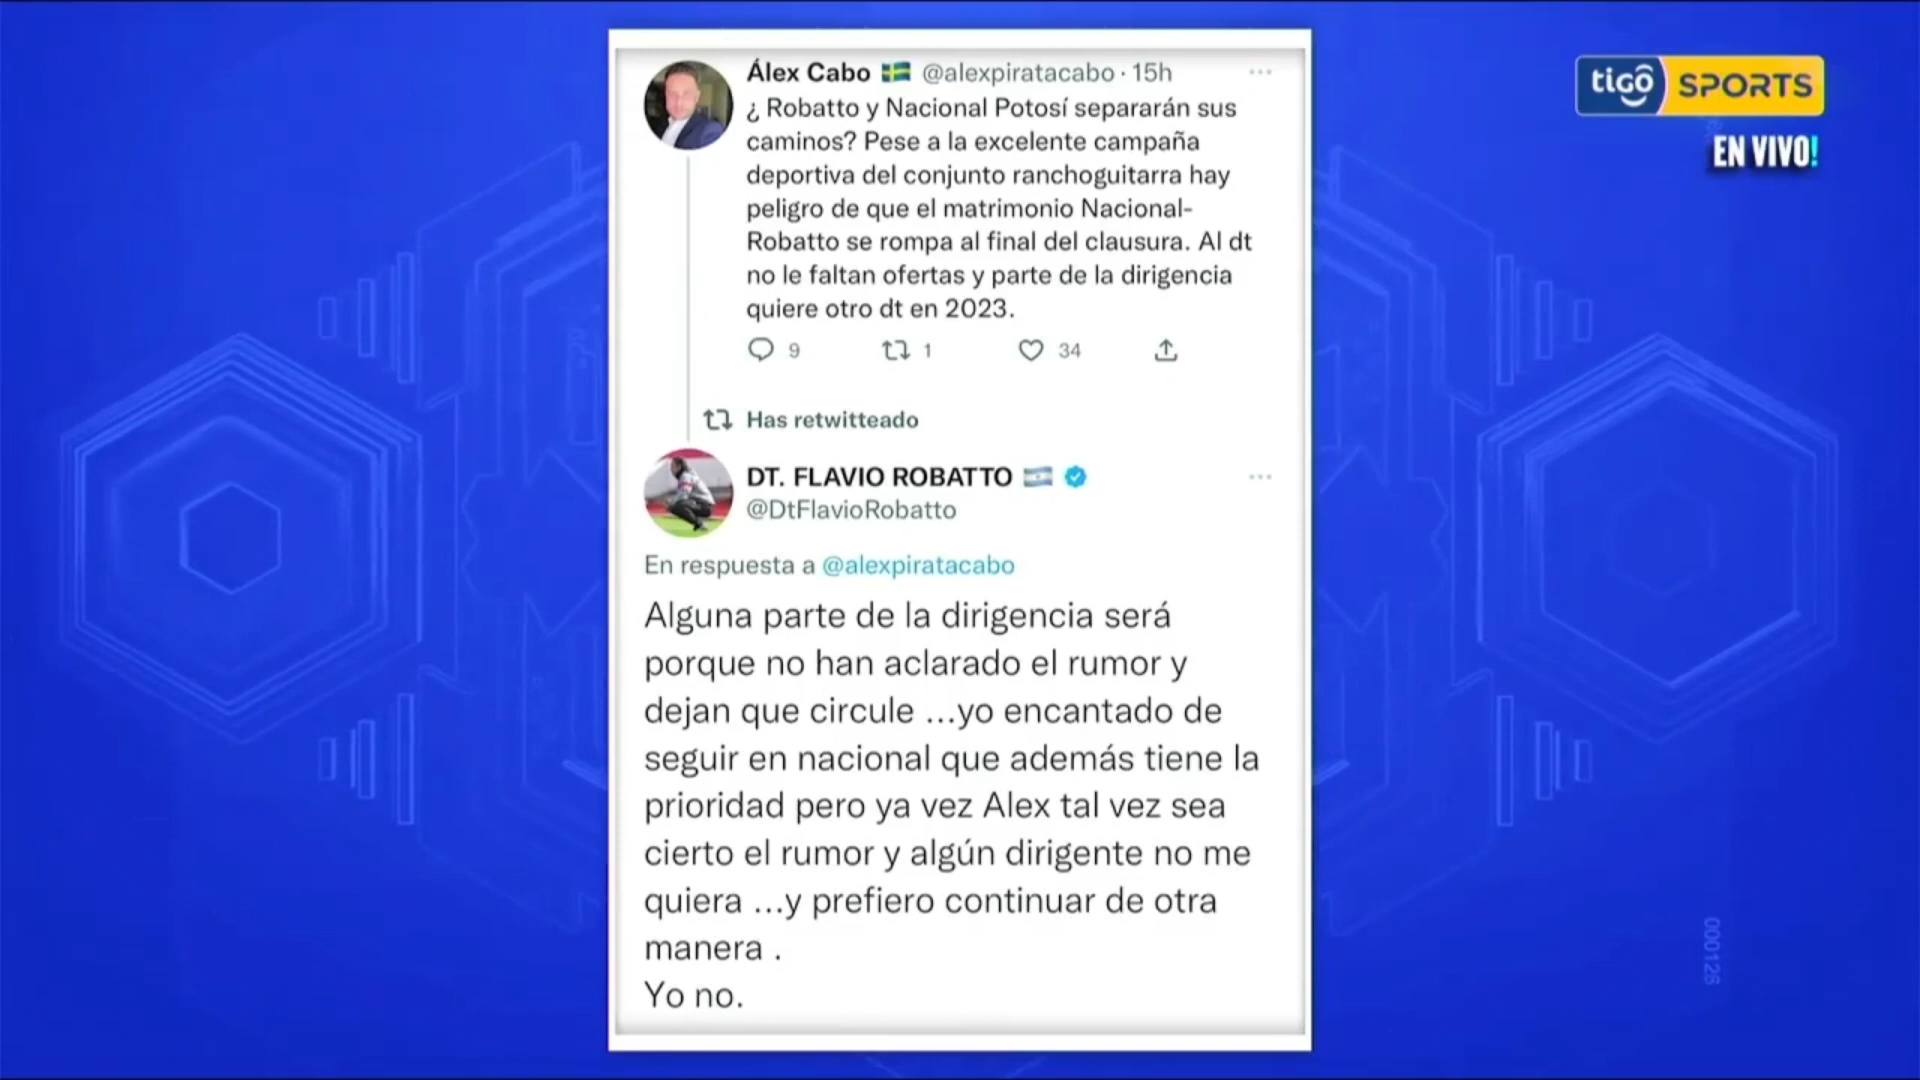 Álex Cabo 🇸🇪 @alexpiratacabo · 15h
¿ Robatto y Nacional Potosí separarán sus
caminos? Pese a la excelente campaña
deportiva del conjunto ranchoguitarra hay
peligro de que el matrimonio Nacional-
Robatto se rompa al final del clausura. Al dt
no le faltan ofertas y parte de la dirigencia
quiere otro dt en 2023.
9 1 34
Has retwitteado
DT. FLAVIO ROBATTO 🇦🇷
@DtFlavioRobatto
En respuesta a @alexpiratacabo
Alguna parte de la dirigencia será
porque no han aclarado el rumor y
dejan que circule ...yo encantado de
seguir en nacional que además tiene la
prioridad pero ya vez Alex tal vez sea
cierto el rumor y algún dirigente no me
quiera ...y prefiero continuar de otra
manera .
Yo no.
tigo SPORTS
EN VIVO!
000126